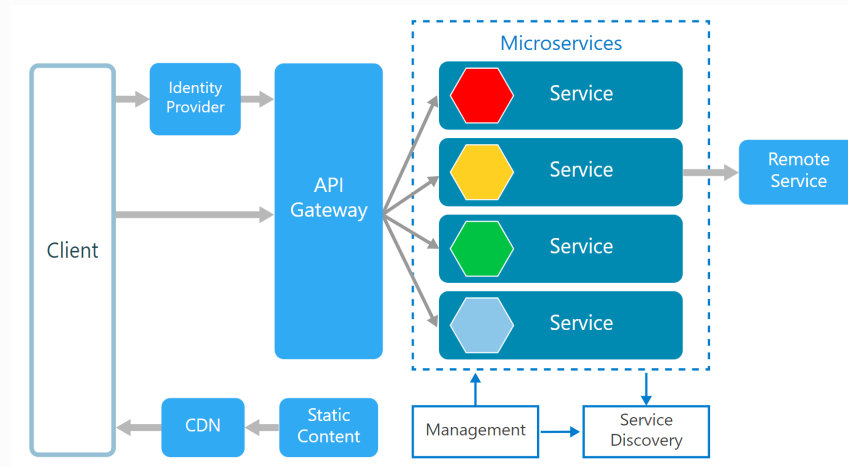 Microservices
Client
Identity
Provider
API
Gateway
Service
Service
Service
Service
Remote
Service
CDN
Static
Content
Management
Service
Discovery